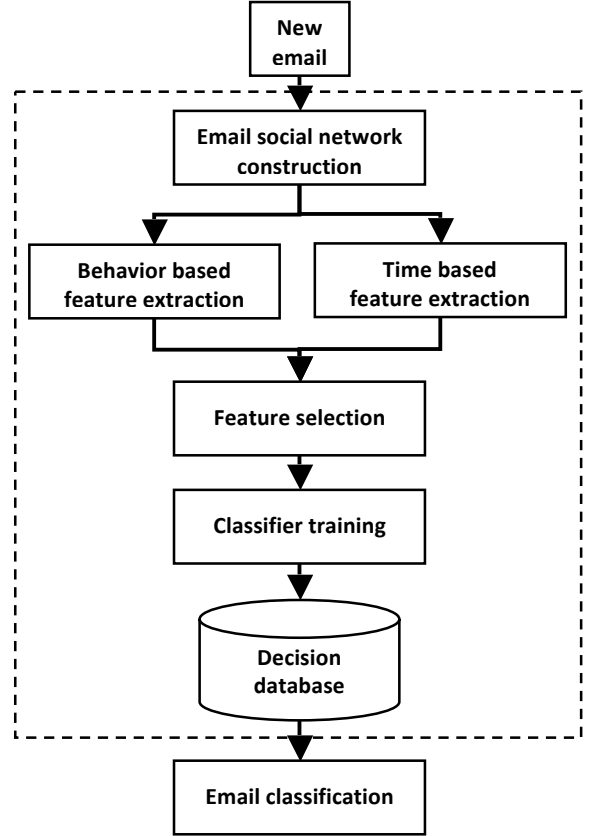 New
email
Email social network
construction
Behavior based
feature extraction
Time based
feature extraction
Feature selection
Classifier training
Decision
database
Email classification